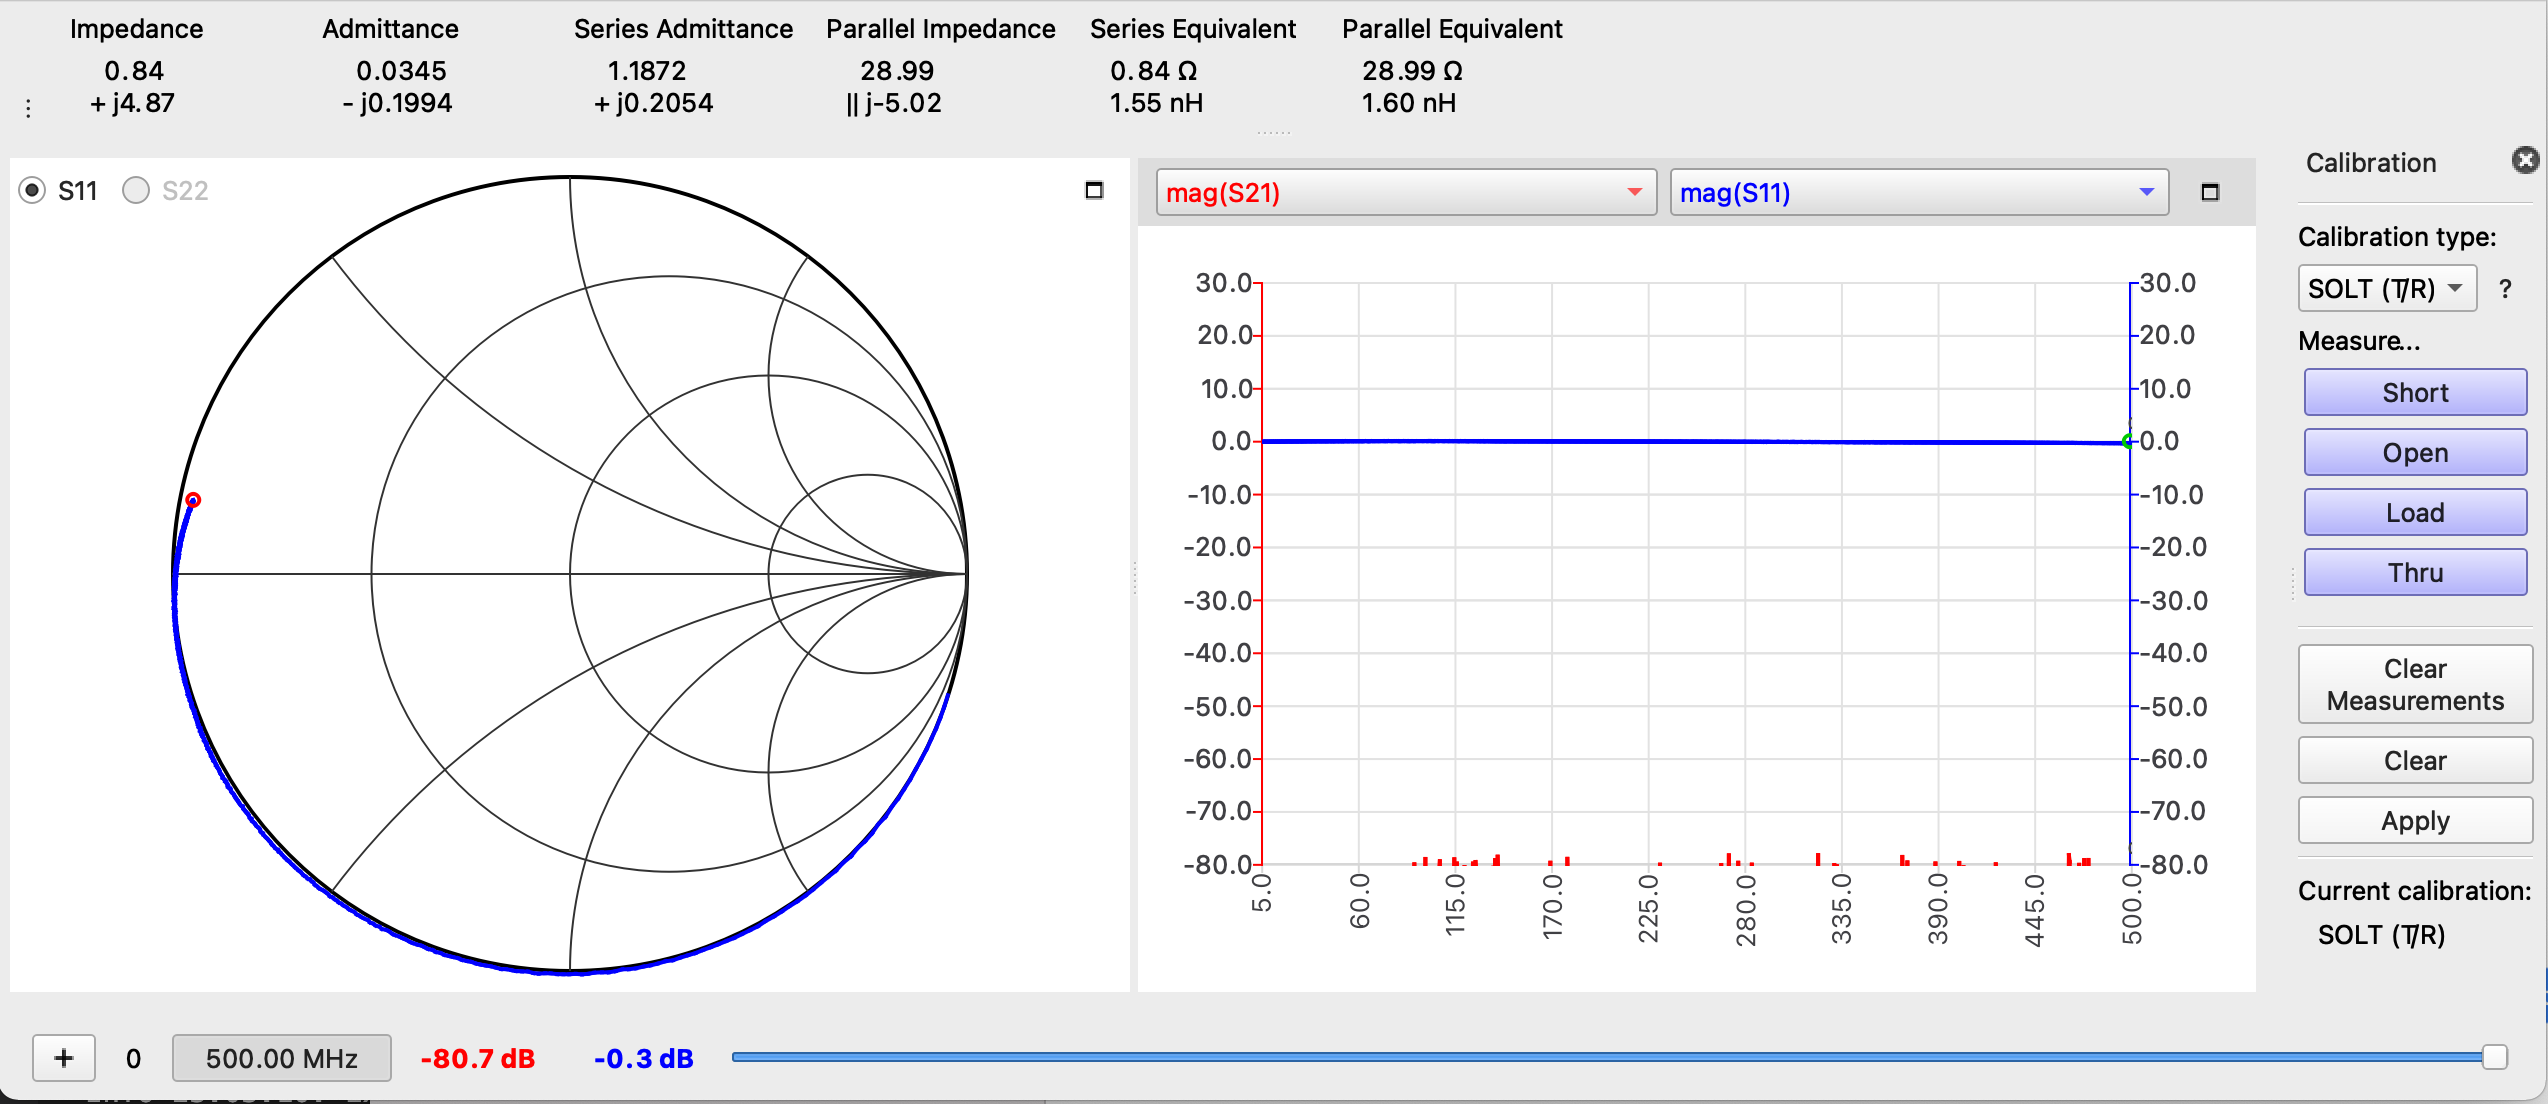 Impedance Admittance Series Admittance Parallel Impedance Series Equivalent Parallel Equivalent
0.84 0.0345 1.1872 28.99 0.84 Ω 28.99 Ω
+ j4.87 - j0.1994 + j0.2054 || j-5.02 1.55 nH 1.60 nH
S11 S22
mag(S21) mag(S11)
30.0 30.0
20.0 20.0
10.0 10.0
0.0 0.0
-10.0 -10.0
-20.0 -20.0
-30.0 -30.0
-40.0 -40.0
-50.0 -50.0
-60.0 -60.0
-70.0 -70.0
-80.0 -80.0
5.0 60.0 115.0 170.0 225.0 280.0 335.0 390.0 445.0 500.0
Calibration
Calibration type:
SOLT (T/R) ?
Measure...
Short
Open
Load
Thru
Clear
Measurements
Clear
Apply
Current calibration:
SOLT (T/R)
+ 0 500.00 MHz -80.7 dB -0.3 dB